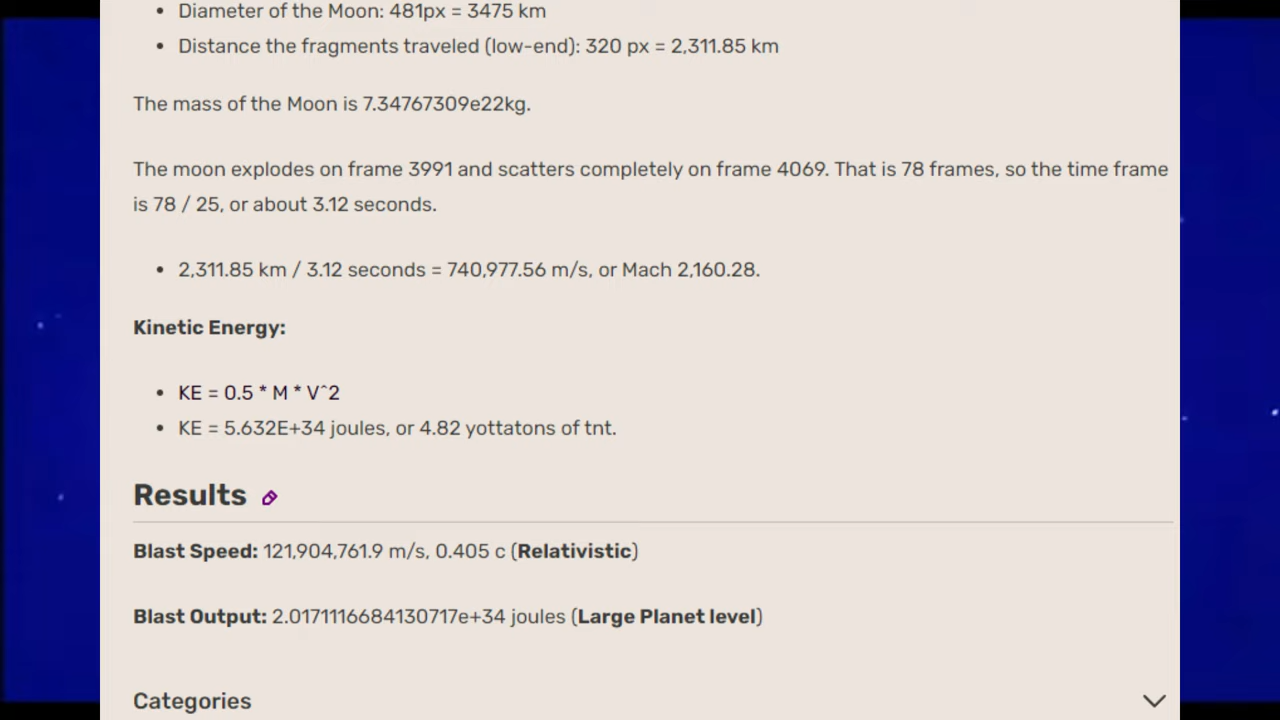 • Diameter of the Moon: 481px = 3475 km
• Distance the fragments traveled (low-end): 320 px = 2,311.85 km
The mass of the Moon is 7.34767309e22kg.
The moon explodes on frame 3991 and scatters completely on frame 4069. That is 78 frames, so the time frame
is 78 / 25, or about 3.12 seconds.
• 2,311.85 km / 3.12 seconds = 740,977.56 m/s, or Mach 2,160.28.
Kinetic Energy:
• KE = 0.5 * M * V^2
• KE = 5.632E+34 joules, or 4.82 yottatons of tnt.
Results
Blast Speed: 121,904,761.9 m/s, 0.405 c (Relativistic)
Blast Output: 2.0171116684130717e+34 joules (Large Planet level)
Categories